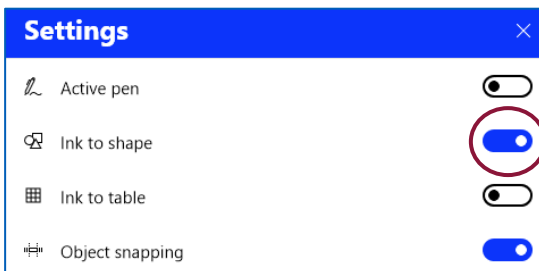 Settings
Active pen
Ink to shape
Ink to table
Object snapping